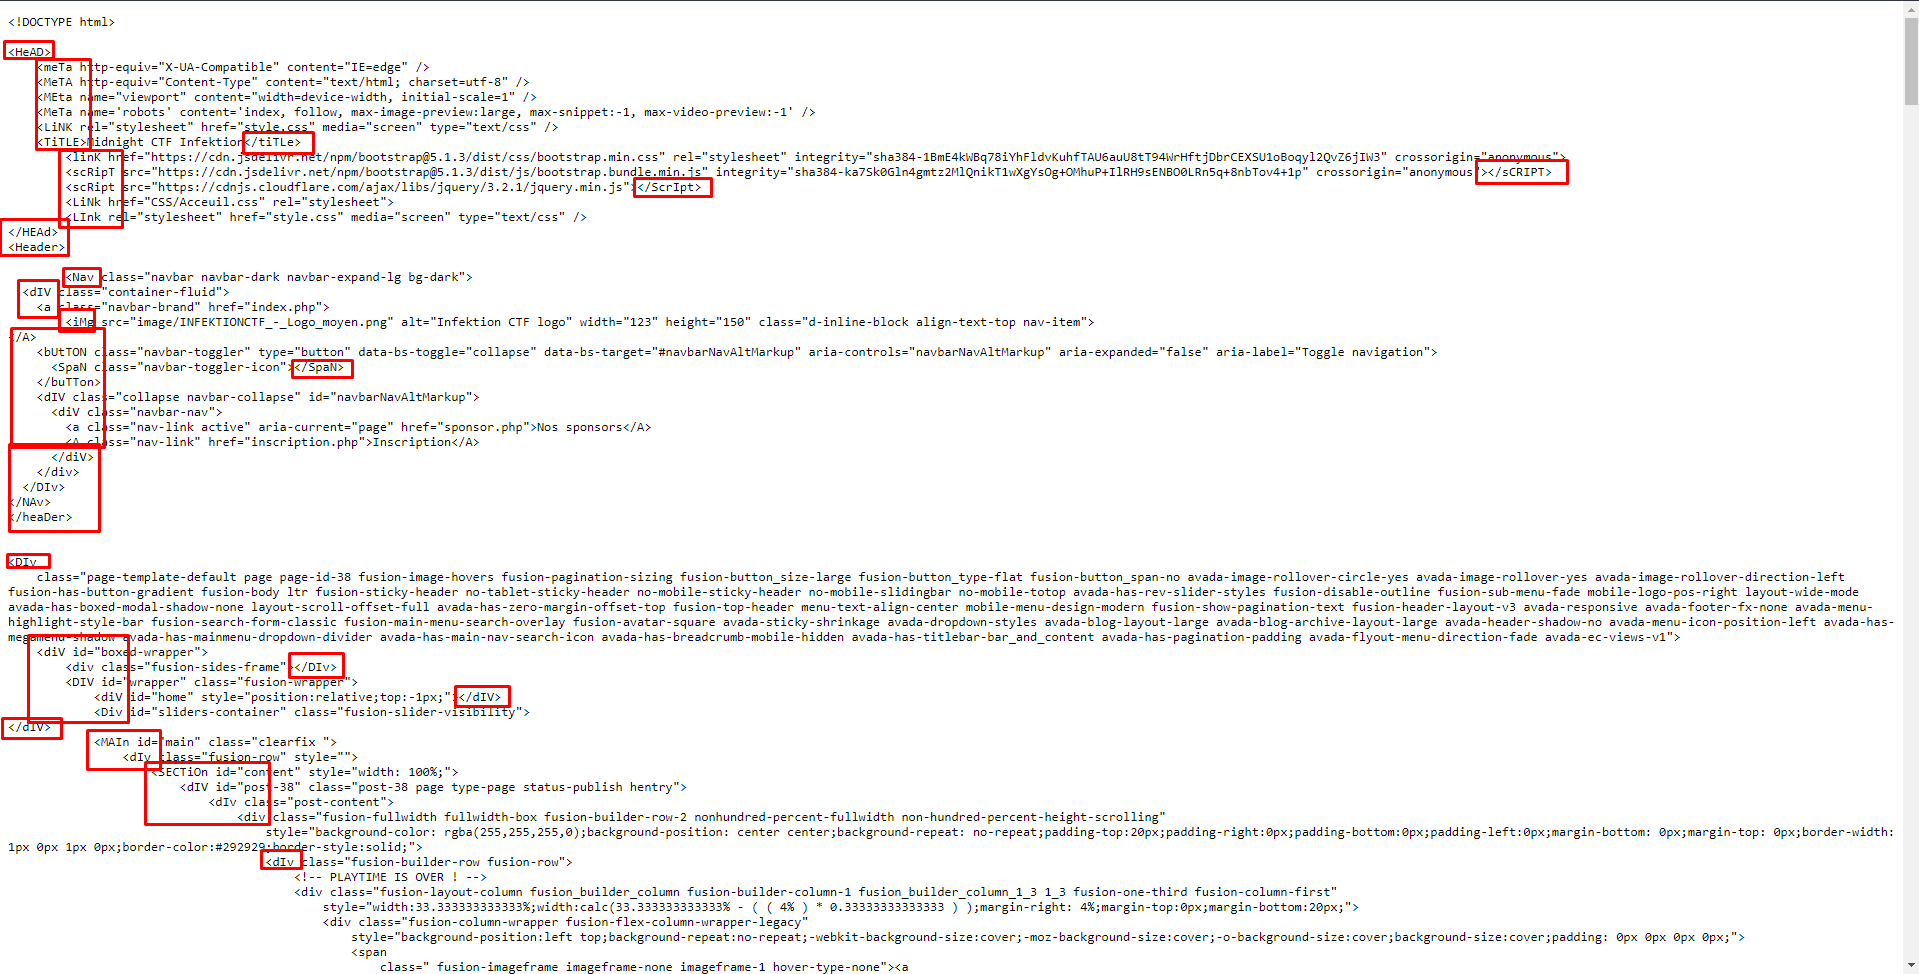 <!DOCTYPE html>
<HeAD>
<meTa http-equiv="X-UA-Compatible" content="IE=edge" />
<MeTA http-equiv="Content-Type" content="text/html; charset=utf-8" />
<MEta name="viewport" content="width=device-width, initial-scale=1" />
<MeTa name='robots' content='index, follow, max-image-preview:large, max-snippet:-1, max-video-preview:-1' />
<LiNK rel="stylesheet" href="style.css" media="screen" type="text/css" />
<TiTLE>Midnight CTF Infektion</tiTLe>
<linK href="https://cdn.jsdelivr.net/npm/bootstrap@5.1.3/dist/css/bootstrap.min.css" rel="stylesheet" integrity="sha384-1BmE4kWBq78iYhFldvKuhfTAU6auU8tT94WrHftjDbrCEXSU1oBoqyl2QvZ6jIW3" crossorigin="anonymous">
<scRipT src="https://cdn.jsdelivr.net/npm/bootstrap@5.1.3/dist/js/bootstrap.bundle.min.js" integrity="sha384-ka7Sk0Gln4gmtz2MlQnikT1wXgYsOg+OMhuP+IlRH9sENBO0LRn5q+8nbTov4+1p" crossorigin="anonymous"></sCRIPT>
<scRipt src="https://cdnjs.cloudflare.com/ajax/libs/jquery/3.2.1/jquery.min.js"></ScrIpt>
<LiNk href="CSS/Acceuil.css" rel="stylesheet">
<LInk rel="stylesheet" href="style.css" media="screen" type="text/css" />
</HEAd>
<Header>
<Nav class="navbar navbar-dark navbar-expand-lg bg-dark">
<dIV class="container-fluid">
<a class="navbar-brand" href="index.php">
<iMg src="image/INFEKTIONCTF_-_Logo_moyen.png" alt="Infektion CTF logo" width="123" height="150" class="d-inline-block align-text-top nav-item">
</A>
<bUtTON class="navbar-toggler" type="button" data-bs-toggle="collapse" data-bs-target="#navbarNavAltMarkup" aria-controls="navbarNavAltMarkup" aria-expanded="false" aria-label="Toggle navigation">
<SpaN class="navbar-toggler-icon"></SpaN>
</buTTon>
<dIV class="collapse navbar-collapse" id="navbarNavAltMarkup">
<diV class="navbar-nav">
<a class="nav-link active" aria-current="page" href="sponsor.php">Nos sponsors</A>
<A class="nav-link" href="inscription.php">Inscription</A>
</diV>
</div>
</DIv>
</NAv>
</heaDer>
<DIv
class="page-template-default page page-id-38 fusion-image-hovers fusion-pagination-sizing fusion-button_size-large fusion-button_type-flat fusion-button_span-no avada-image-rollover-circle-yes avada-image-rollover-yes avada-image-rollover-direction-left
fusion-has-button-gradient fusion-body ltr fusion-sticky-header no-tablet-sticky-header no-mobile-sticky-header no-mobile-slidingbar no-mobile-totop avada-has-rev-slider-styles fusion-disable-outline fusion-sub-menu-fade mobile-logo-pos-right layout-wide-mode
avada-has-boxed-modal-shadow-none layout-scroll-offset-full avada-has-zero-margin-offset-top fusion-top-header menu-text-align-center mobile-menu-design-modern fusion-show-pagination-text fusion-header-layout-v3 avada-responsive avada-footer-fx-none avada-menu-
highlight-style-bar fusion-search-form-classic fusion-main-menu-search-overlay fusion-avatar-square avada-sticky-shrinkage avada-dropdown-styles avada-blog-layout-large avada-blog-archive-layout-large avada-header-shadow-no avada-menu-icon-position-left avada-has-
megamenu-shadow avada-has-mainmenu-dropdown-divider avada-has-main-nav-search-icon avada-has-breadcrumb-mobile-hidden avada-has-titlebar-bar_and_content avada-has-pagination-padding avada-flyout-menu-direction-fade avada-ec-views-v1">
<diV id="boxed-wrapper">
<div class="fusion-sides-frame"></DIv>
<DIV id="wrapper" class="fusion-wrapper">
<diV id="home" style="position:relative;top:-1px;"></dIV>
<Div id="sliders-container" class="fusion-slider-visibility">
</dIV>
<MAIn id="main" class="clearfix ">
<dIv class="fusion-row" style="">
<SECTiOn id="content" style="width: 100%;">
<dIV id="post-38" class="post-38 page type-page status-publish hentry">
<dIv class="post-content">
<div class="fusion-fullwidth fullwidth-box fusion-builder-row-2 nonhundred-percent-fullwidth non-hundred-percent-height-scrolling"
style="background-color: rgba(255,255,255,0);background-position: center center;background-repeat: no-repeat;padding-top:20px;padding-right:0px;padding-bottom:0px;padding-left:0px;margin-bottom: 0px;margin-top: 0px;border-width:
1px 0px 1px 0px;border-color:#292929;border-style:solid;">
<dIv class="fusion-builder-row fusion-row">
<!-- PLAYTIME IS OVER ! -->
<div class="fusion-layout-column fusion_builder_column fusion-builder-column-1 fusion_builder_column_1_3 1_3 fusion-one-third fusion-column-first"
style="width:33.333333333333%;width:calc(33.333333333333% - ( ( 4% ) * 0.33333333333333 ) );margin-right: 4%;margin-top:0px;margin-bottom:20px;">
<div class="fusion-column-wrapper fusion-flex-column-wrapper-legacy"
style="background-position:left top;background-repeat:no-repeat;-webkit-background-size:cover;-moz-background-size:cover;-o-background-size:cover;background-size:cover;padding: 0px 0px 0px 0px;">
<span
class=" fusion-imageframe imageframe-none imageframe-1 hover-type-none"><a